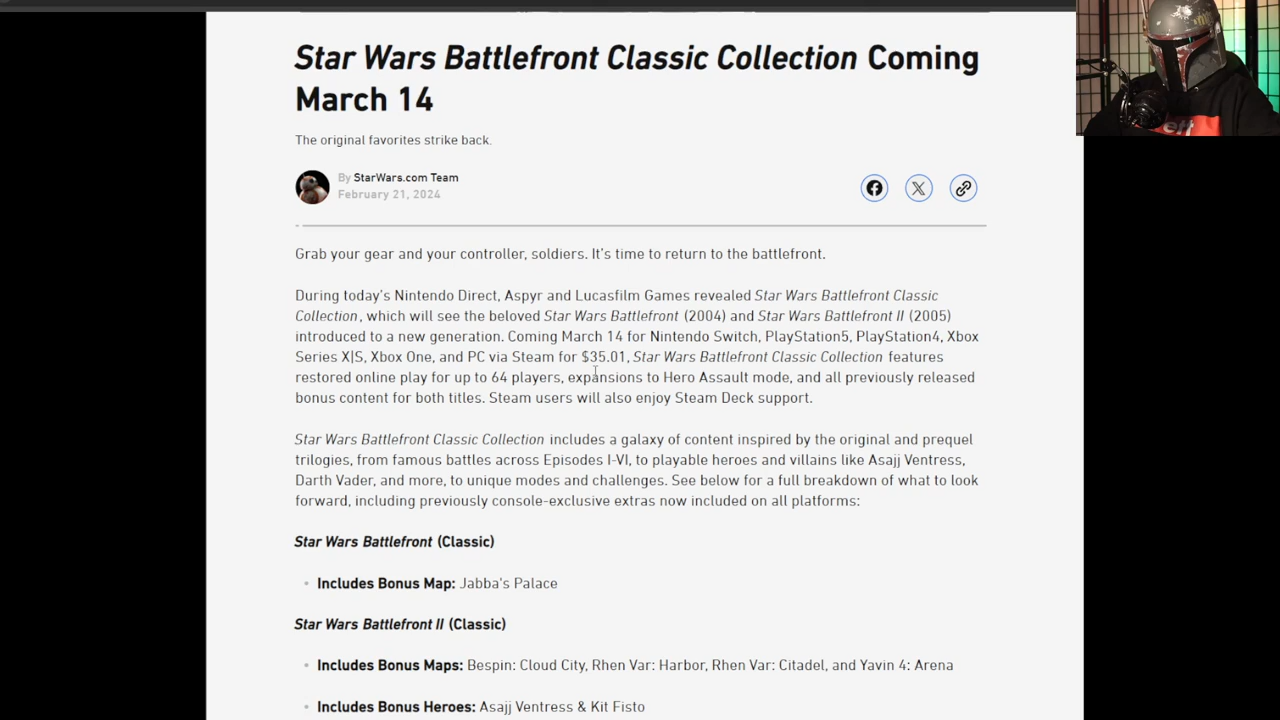 Star Wars Battlefront Classic Collection Coming
March 14
The original favorites strike back.
By StarWars.com Team
February 21, 2024
Grab your gear and your controller, soldiers. It's time to return to the battlefront.
During today's Nintendo Direct, Aspyr and Lucasfilm Games revealed Star Wars Battlefront Classic
Collection, which will see the beloved Star Wars Battlefront (2004) and Star Wars Battlefront II (2005)
introduced to a new generation. Coming March 14 for Nintendo Switch, PlayStation5, PlayStation4, Xbox
Series X|S, Xbox One, and PC via Steam for $35.01, Star Wars Battlefront Classic Collection features
restored online play for up to 64 players, expansions to Hero Assault mode, and all previously released
bonus content for both titles. Steam users will also enjoy Steam Deck support.
Star Wars Battlefront Classic Collection includes a galaxy of content inspired by the original and prequel
trilogies, from famous battles across Episodes I-VI, to playable heroes and villains like Asajj Ventress,
Darth Vader, and more, to unique modes and challenges. See below for a full breakdown of what to look
forward, including previously console-exclusive extras now included on all platforms:
Star Wars Battlefront (Classic)
• Includes Bonus Map: Jabba's Palace
Star Wars Battlefront II (Classic)
• Includes Bonus Maps: Bespin: Cloud City, Rhen Var: Harbor, Rhen Var: Citadel, and Yavin 4: Arena
• Includes Bonus Heroes: Asajj Ventress & Kit Fisto